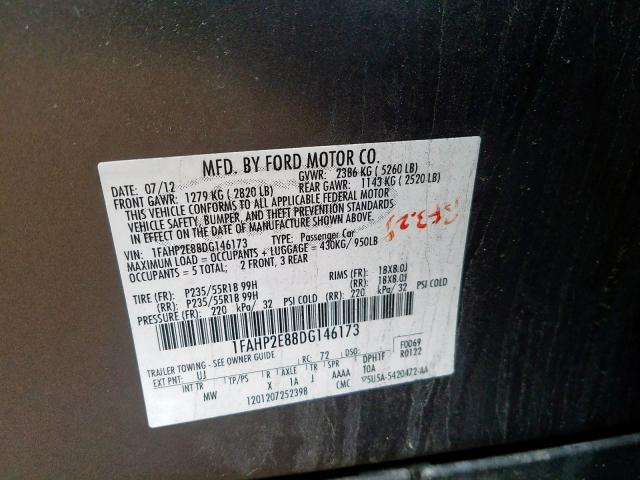 MFD. BY FORD MOTOR CO.
DATE: 07/12 GVWR: 2386 KG ( 5260 LB)
FRONT GAWR: 1279 KG ( 2820 LB) REAR GAWR: 1143 KG ( 2520 LB)
THIS VEHICLE CONFORMS TO ALL APPLICABLE FEDERAL MOTOR
VEHICLE SAFETY, BUMPER, AND THEFT PREVENTION STANDARDS
IN EFFECT ON THE DATE OF MANUFACTURE SHOWN ABOVE.
VIN: 1FAHP2E88DG146173 TYPE: Passenger Car
MAXIMUM LOAD = OCCUPANTS + LUGGAGE = 430KG/ 950LB
OCCUPANTS = 5 TOTAL; 2 FRONT, 3 REAR
TIRE (FR): P235/55R18 99H RIMS (FR): 18X8.0J
(RR): P235/55R18 99H (RR): 18X8.0J
PRESSURE (FR): 220 kPa/ 32 PSI COLD (RR): 220 kPa/ 32 PSI COLD
1FAHP2E88DG146173
TRAILER TOWING - SEE OWNER GUIDE F0069
EXT PNT: UJ RC: 72 DSO: R0122
INT TR TP/PS R AXLE TR SPR DPH1F
MW X 1A J AAAA TOA
1201207252398 CMC 5U5A-5420472-AA